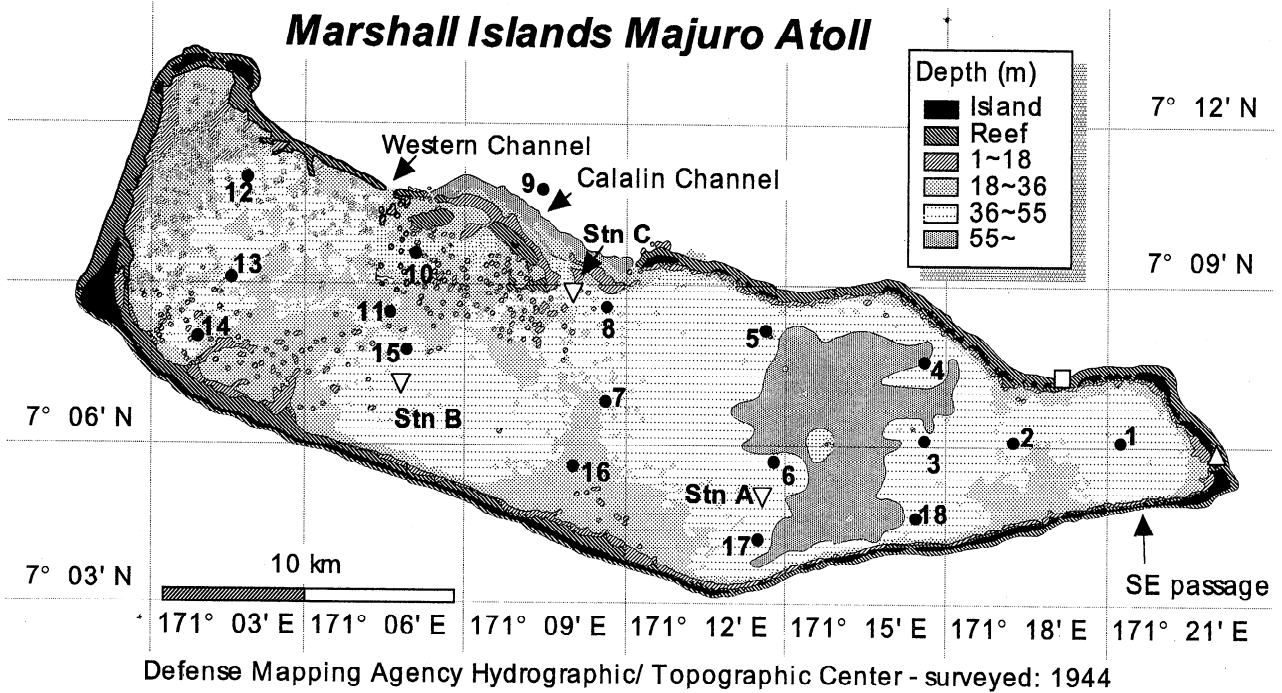 Marshall Islands Majuro Atoll
Depth (m)
Island
Reef
1~18
18~36
36~55
55~
7° 12' N
Western Channel
9
Calalin Channel
12
Stn C
10
13
7° 09' N
11
14
8
5
15
4
7
Stn B
7° 06' N
2
1
3
16
6
Stn A
18
17
10 km
7° 03' N
SE passage
171° 03' E
171° 06' E
171° 09' E
171° 12' E
171° 15' E
171° 18' E
171° 21' E
Defense Mapping Agency Hydrographic/ Topographic Center - surveyed: 1944